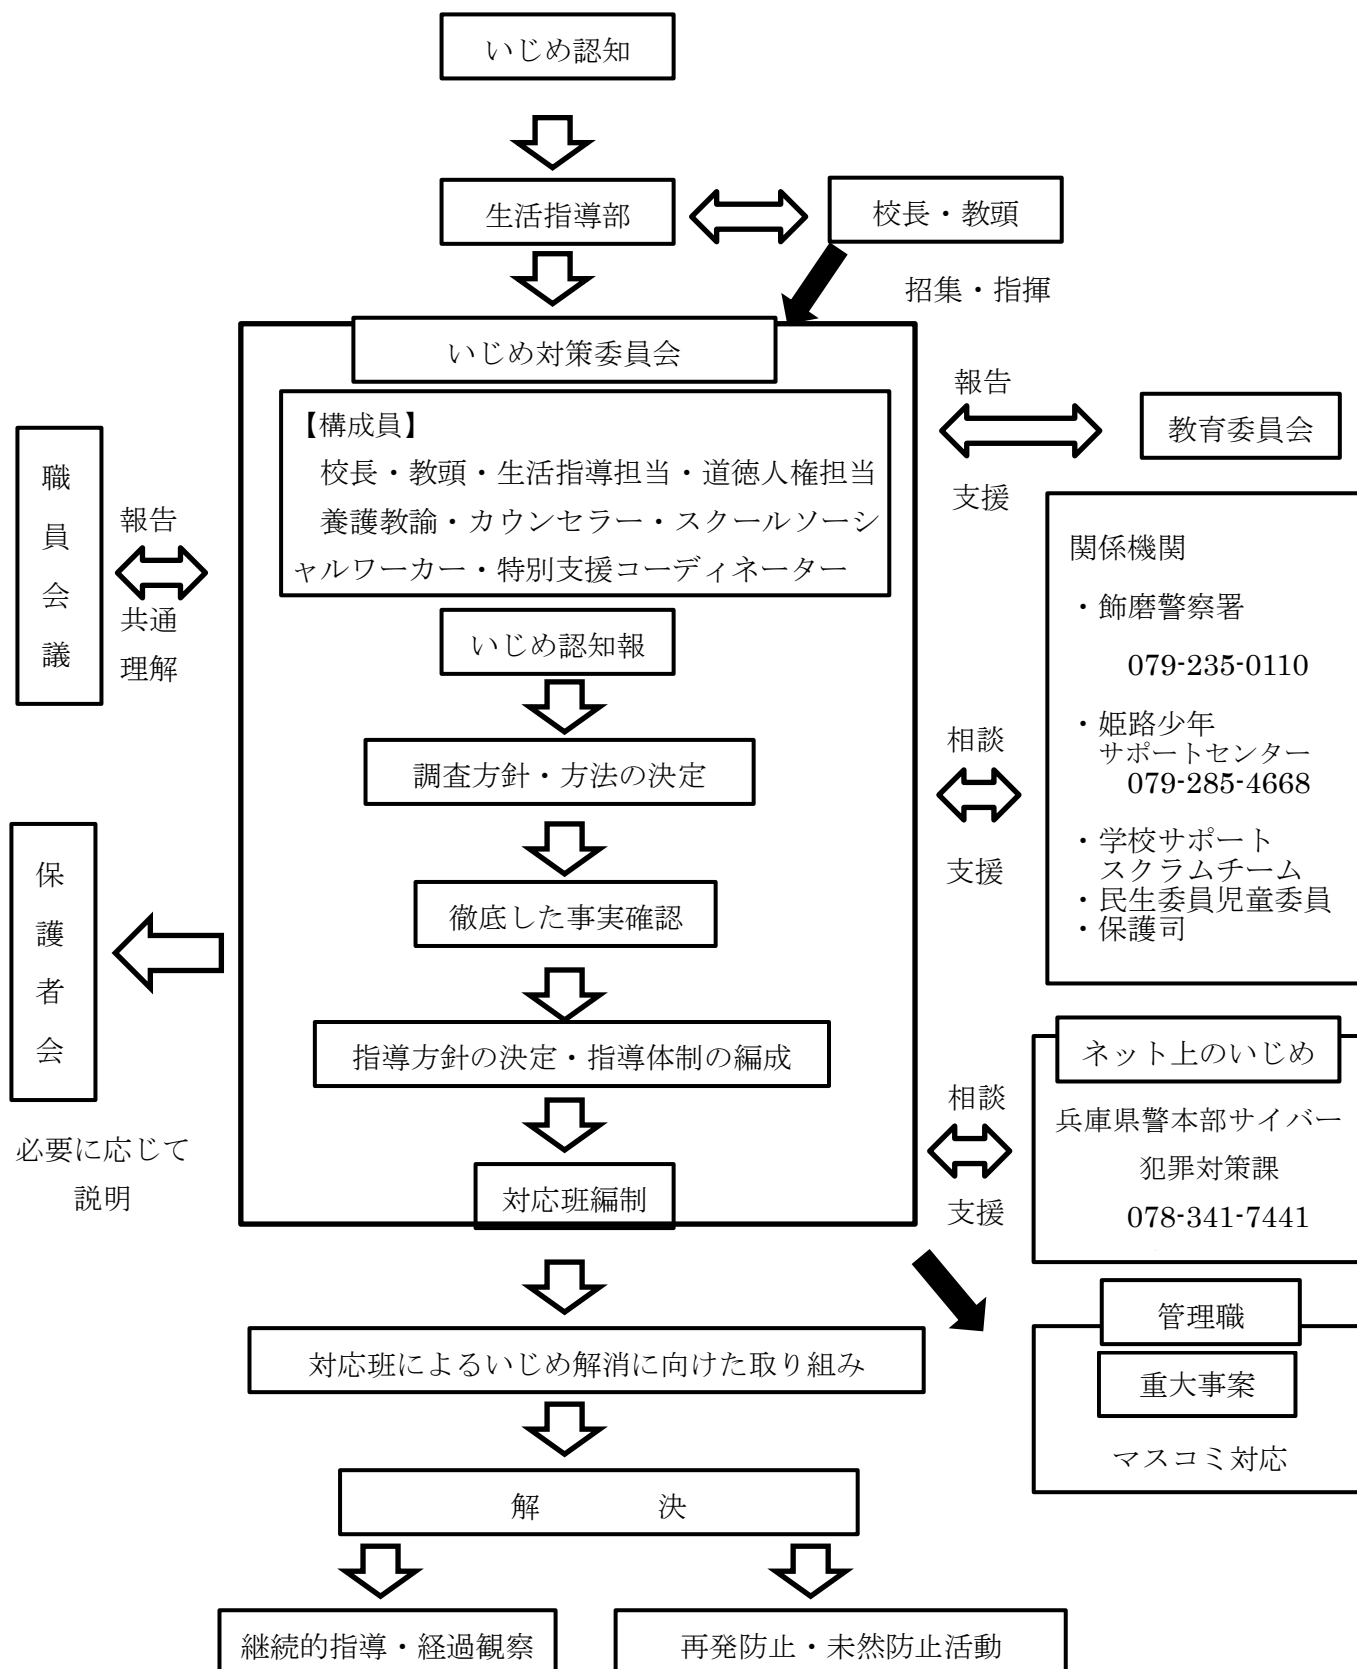 いじめ認知
生活指導部
校長・教頭
招集・指揮
いじめ対策委員会
【構成員】
校長・教頭・生活指導担当・道徳人権担当
養護教諭・カウンセラー・スクールソーシ
ャルワーカー・特別支援コーディネーター
報告
支援
教育委員会
職員会議
報告
共通
理解
関係機関
・飾磨警察署
079-235-0110
・姫路少年
サポートセンター
079-285-4668
・学校サポート
スクラムチーム
・民生委員児童委員
・保護司
いじめ認知報
調査方針・方法の決定
相談
支援
徹底した事実確認
保護者会
必要に応じて
説明
指導方針の決定・指導体制の編成
対応班編制
相談
支援
ネット上のいじめ
兵庫県警本部サイバー
犯罪対策課
078-341-7441
管理職
重大事案
マスコミ対応
対応班によるいじめ解消に向けた取り組み
解　　　決
継続的指導・経過観察
再発防止・未然防止活動